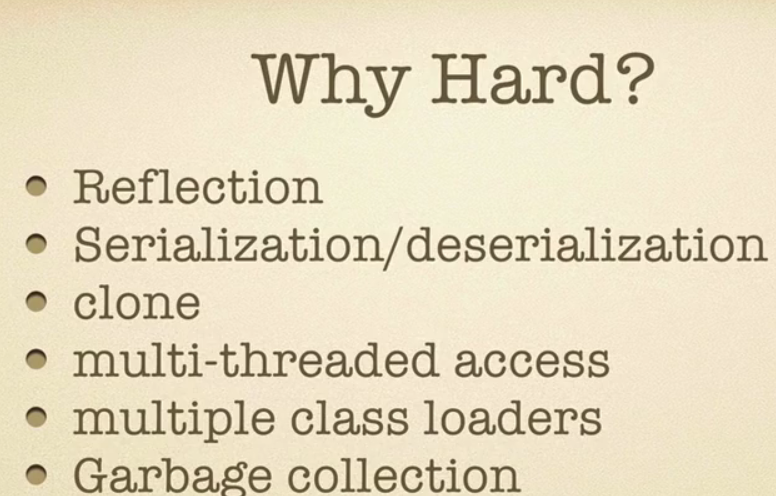 Why Hard?
Reflection
Serialization/deserialization
clone
multi-threaded access
multiple class loaders
Garbage collection